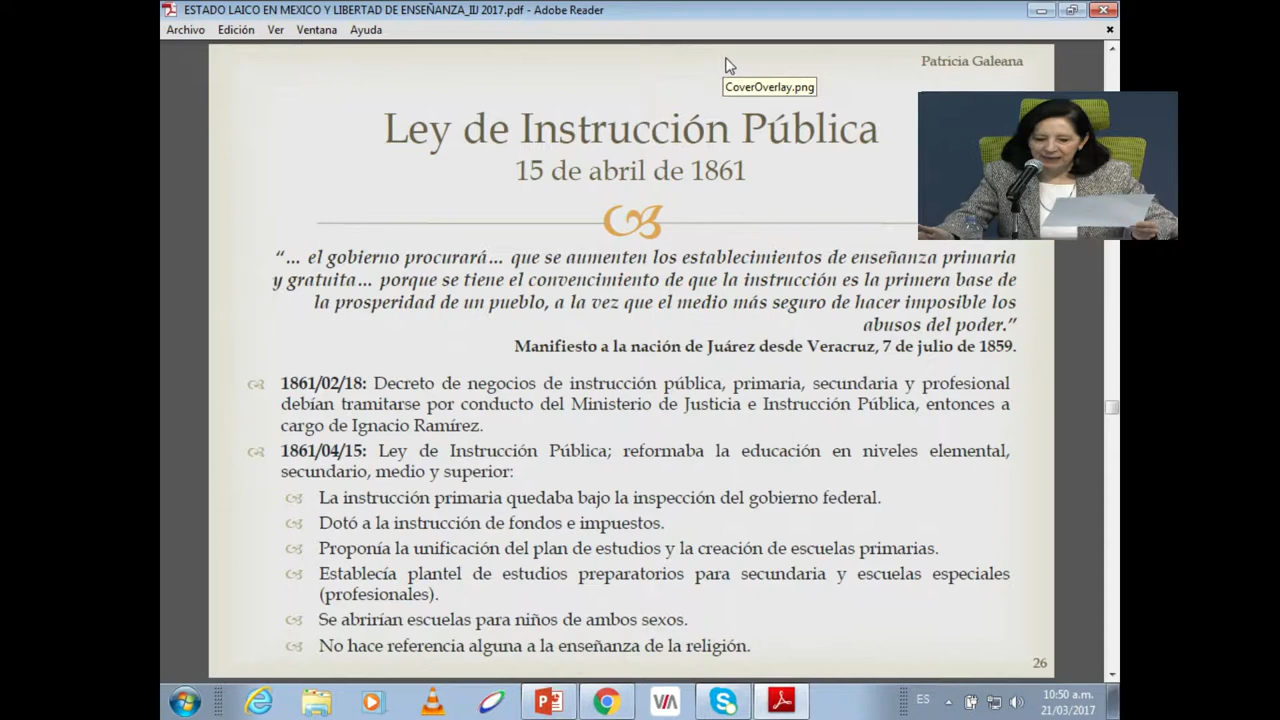 ESTADO LAICO EN MEXICO Y LIBERTAD DE ENSEÑANZA_IIJ 2017.pdf - Adobe Reader
Archivo Edición Ver Ventana Ayuda
Patricia Galeana
CoverOverlay.png
Ley de Instrucción Pública
15 de abril de 1861
“... el gobierno procurará... que se aumenten los establecimientos de enseñanza primaria
y gratuita... porque se tiene el convencimiento de que la instrucción es la primera base de
la prosperidad de un pueblo, a la vez que el medio más seguro de hacer imposible los
abusos del poder.”
Manifiesto a la nación de Juárez desde Veracruz, 7 de julio de 1859.
1861/02/18: Decreto de negocios de instrucción pública, primaria, secundaria y profesional
debían tramitarse por conducto del Ministerio de Justicia e Instrucción Pública, entonces a
cargo de Ignacio Ramírez.
1861/04/15: Ley de Instrucción Pública; reformaba la educación en niveles elemental,
secundario, medio y superior:
La instrucción primaria quedaba bajo la inspección del gobierno federal.
Dotó a la instrucción de fondos e impuestos.
Proponía la unificación del plan de estudios y la creación de escuelas primarias.
Establecía plantel de estudios preparatorios para secundaria y escuelas especiales
(profesionales).
Se abrirían escuelas para niños de ambos sexos.
No hace referencia alguna a la enseñanza de la religión.
26
VIA
ES
10:50 a.m.
21/03/2017